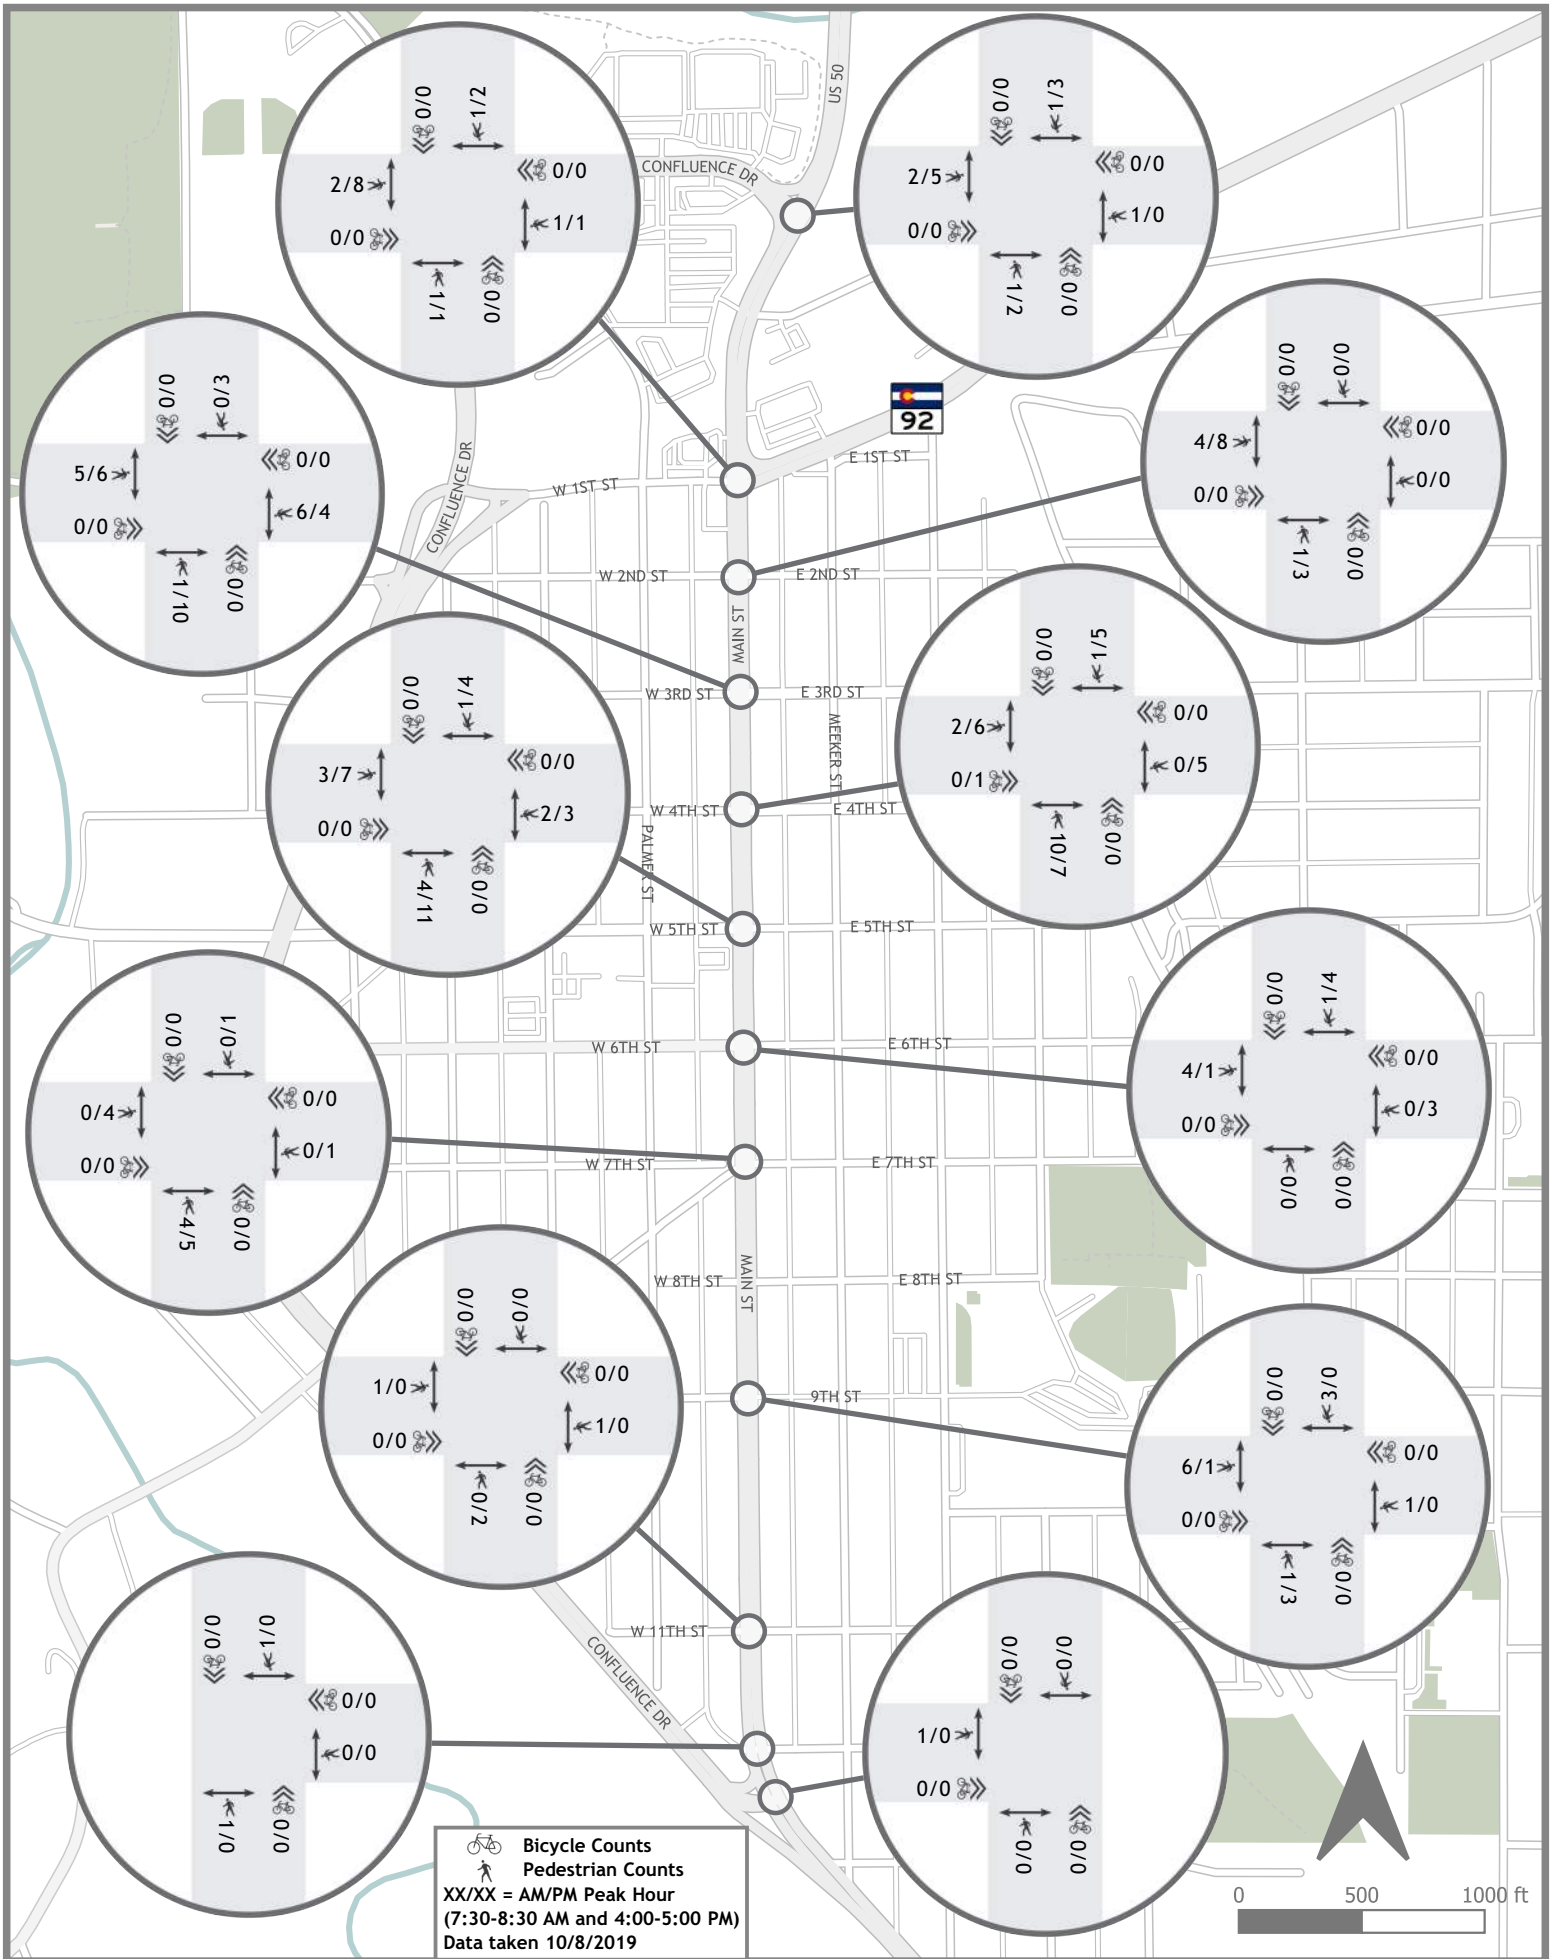 US 50
CONFLUENCE DR
0/0
1/2
0/0
2/8
1/1
0/0
1/1
0/0
0/0
1/3
0/0
2/5
1/0
0/0
1/2
0/0
92
E 1ST ST
W 1ST ST
CONFLUENCE DR
0/0
0/3
0/0
5/6
6/4
0/0
1/10
0/0
0/0
0/0
0/0
4/8
0/0
0/0
1/3
0/0
W 2ND ST
E 2ND ST
MAIN ST
W 3RD ST
E 3RD ST
MEEKER ST
0/0
1/4
0/0
3/7
2/3
0/0
4/11
0/0
0/0
1/5
0/0
2/6
0/5
0/1
10/7
0/0
W 4TH ST
E 4TH ST
PALMER ST
W 5TH ST
E 5TH ST
0/0
0/1
0/0
0/4
0/1
0/0
4/5
0/0
0/0
1/4
0/0
4/1
0/3
0/0
0/0
0/0
W 6TH ST
E 6TH ST
W 7TH ST
E 7TH ST
W 8TH ST
E 8TH ST
MAIN ST
0/0
0/0
0/0
1/0
1/0
0/0
0/2
0/0
9TH ST
0/0
3/0
0/0
6/1
1/0
0/0
1/3
0/0
W 11TH ST
CONFLUENCE DR
0/0
1/0
0/0
0/0
1/0
0/0
0/0
0/0
1/0
0/0
0/0
0/0
Bicycle Counts
Pedestrian Counts
XX/XX = AM/PM Peak Hour
(7:30-8:30 AM and 4:00-5:00 PM)
Data taken 10/8/2019
0 500 1000 ft